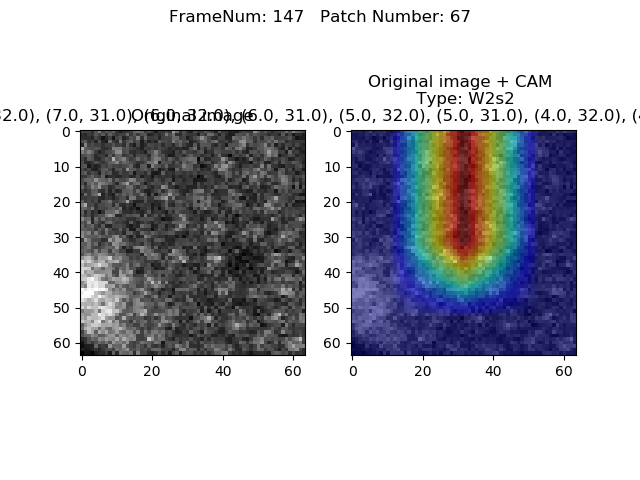 FrameNum: 147   Patch Number: 67
Original image + CAM
Type: W2s2
32.0), (7.0, 31.0), (6.0, 32.0), (6.0, 31.0), (5.0, 32.0), (5.0, 31.0), (4.0, 32.0), (4
Original image
0
10
20
30
40
50
60
0 20 40 60
0
10
20
30
40
50
60
0 20 40 60